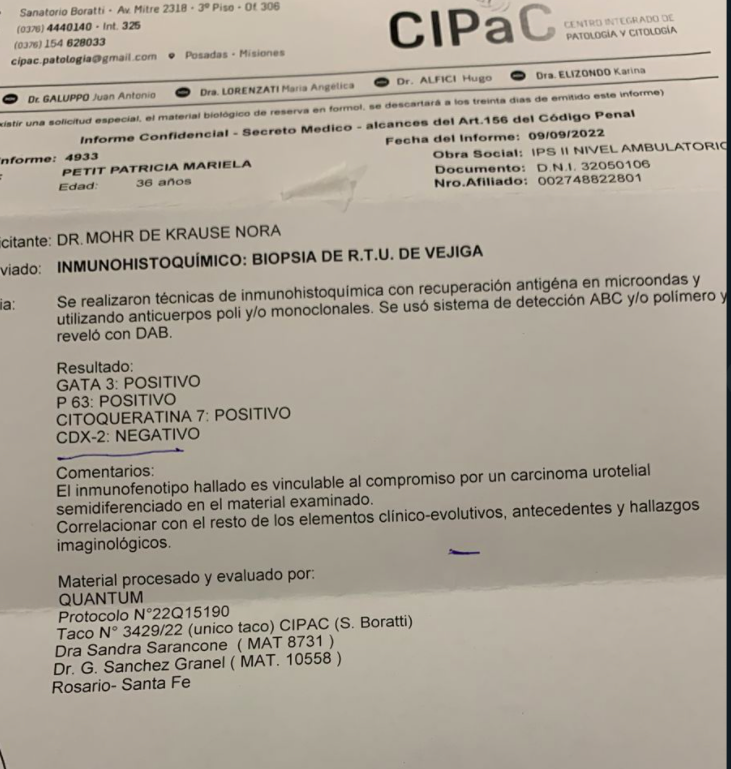 Sanatorio Boratti - Av. Mitre 2318 - 3º Piso - Of. 306
(0376) 4440140 - Int. 325
(0376) 154 628033
cipac.patologia@gmail.com Posadas - Misiones
CIPaC
CENTRO INTEGRADO DE
PATOLOGÍA Y CITOLOGÍA
Dr. GALUPPO Juan Antonio Dra. LORENZATI Maria Angélica Dr. ALFICI Hugo Dra. ELIZONDO Karina
xistir una solicitud especial, el material biológico de reserva en formol, se descartará a los treinta dias de emitido este informe)
Informe Confidencial - Secreto Medico - alcances del Art.156 del Código Penal
nforme: 4933
Fecha del Informe: 09/09/2022
PETIT PATRICIA MARIELA
Obra Social: IPS II NIVEL AMBULATORIO
Edad: 36 años
Documento: D.N.I. 32050106
Nro.Afiliado: 002748822801
icitante: DR. MOHR DE KRAUSE NORA
viado: INMUNOHISTOQUÍMICO: BIOPSIA DE R.T.U. DE VEJIGA
ia: Se realizaron técnicas de inmunohistoquímica con recuperación antigéna en microondas y
utilizando anticuerpos poli y/o monoclonales. Se usó sistema de detección ABC y/o polímero y
reveló con DAB.
Resultado:
GATA 3: POSITIVO
P 63: POSITIVO
CITOQUERATINA 7: POSITIVO
CDX-2: NEGATIVO
Comentarios:
El inmunofenotipo hallado es vinculable al compromiso por un carcinoma urotelial
semidiferenciado en el material examinado.
Correlacionar con el resto de los elementos clínico-evolutivos, antecedentes y hallazgos
imaginológicos.
Material procesado y evaluado por:
QUANTUM
Protocolo N°22Q15190
Taco N° 3429/22 (unico taco) CIPAC (S. Boratti)
Dra Sandra Sarancone ( MAT 8731 )
Dr. G. Sanchez Granel ( MAT. 10558 )
Rosario- Santa Fe